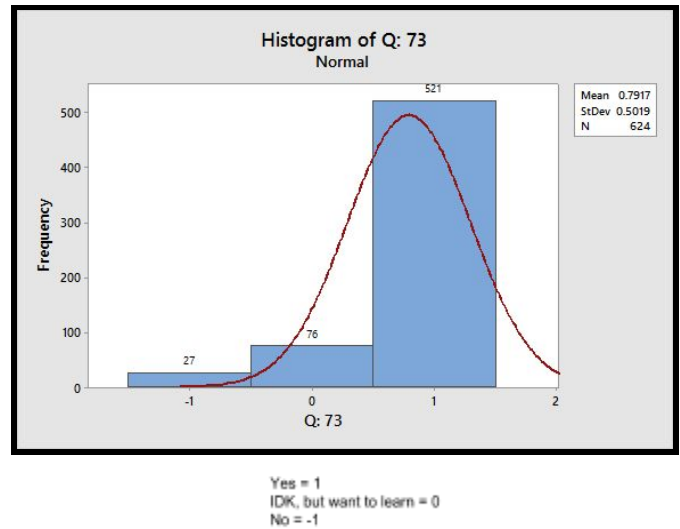 Histogram of Q: 73
Normal
521
Mean 0.7917
StDev 0.5019
N 624
500
400
300
200
100
0
Frequency
76
27
-1 0 1 2
Q: 73
Yes = 1
IDK, but want to learn = 0
No = -1